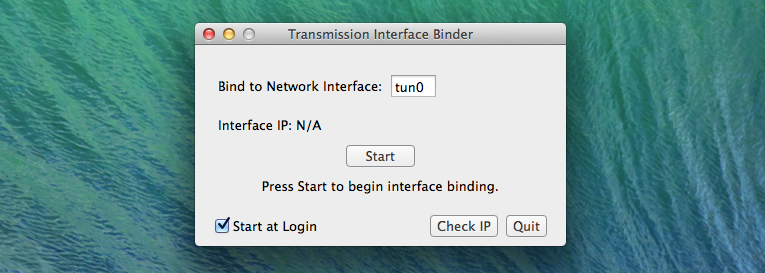 Transmission Interface Binder
Bind to Network Interface: tun0
Interface IP: N/A
Start
Press Start to begin interface binding.
Start at Login Check IP Quit